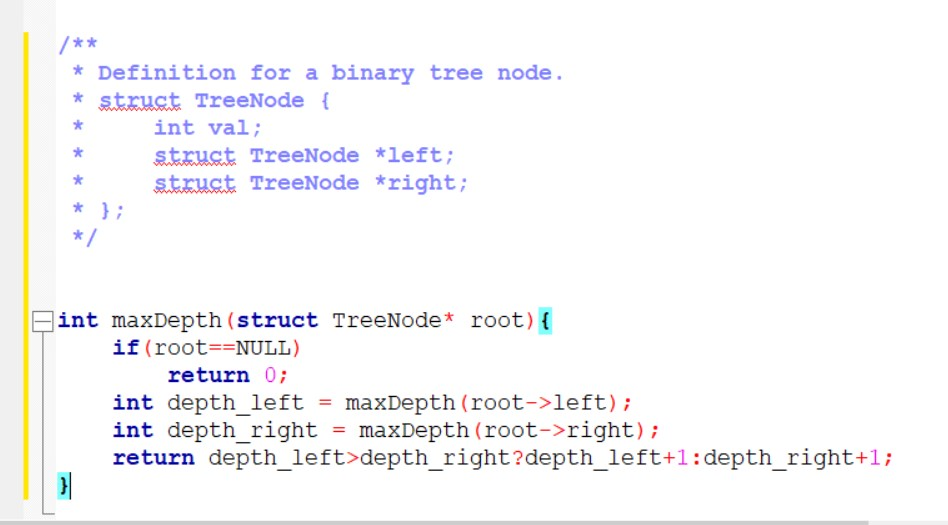 /**
 * Definition for a binary tree node.
 * struct TreeNode {
 *     int val;
 *     struct TreeNode *left;
 *     struct TreeNode *right;
 * };
 */
int maxDepth(struct TreeNode* root){
    if(root==NULL)
        return 0;
    int depth_left = maxDepth(root->left);
    int depth_right = maxDepth(root->right);
    return depth_left>depth_right?depth_left+1:depth_right+1;
}